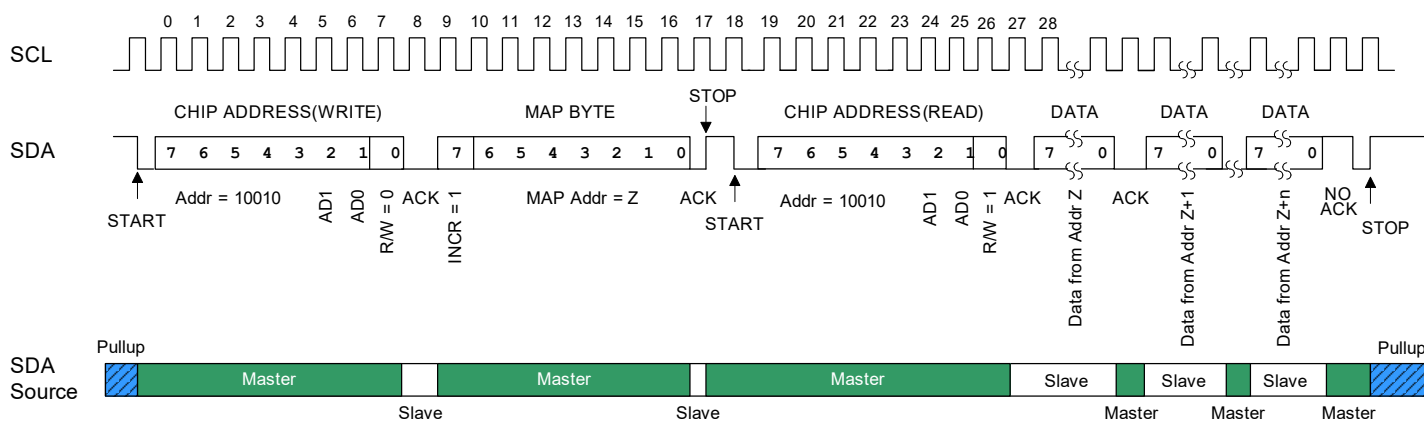 0 1 2 3 4 5 6 7 8 9 10 11 12 13 14 15 16 17 18 19 20 21 22 23 24 25 26 27 28
SCL
STOP
CHIP ADDRESS(WRITE) MAP BYTE CHIP ADDRESS(READ) DATA DATA DATA
SDA 7 6 5 4 3 2 1 0 7 6 5 4 3 2 1 0 7 6 5 4 3 2 1 0 7 0 7 0 7 0
START Addr = 10010 AD1 AD0 R/W = 0 ACK INCR = 1 MAP Addr = Z ACK START Addr = 10010 AD1 AD0 R/W = 1 ACK Data from Addr Z ACK Data from Addr Z+1 Data from Addr Z+n NO ACK STOP
Pullup Pullup
SDA Source Master Master Master Slave Slave Slave
Slave Slave Master Master Master